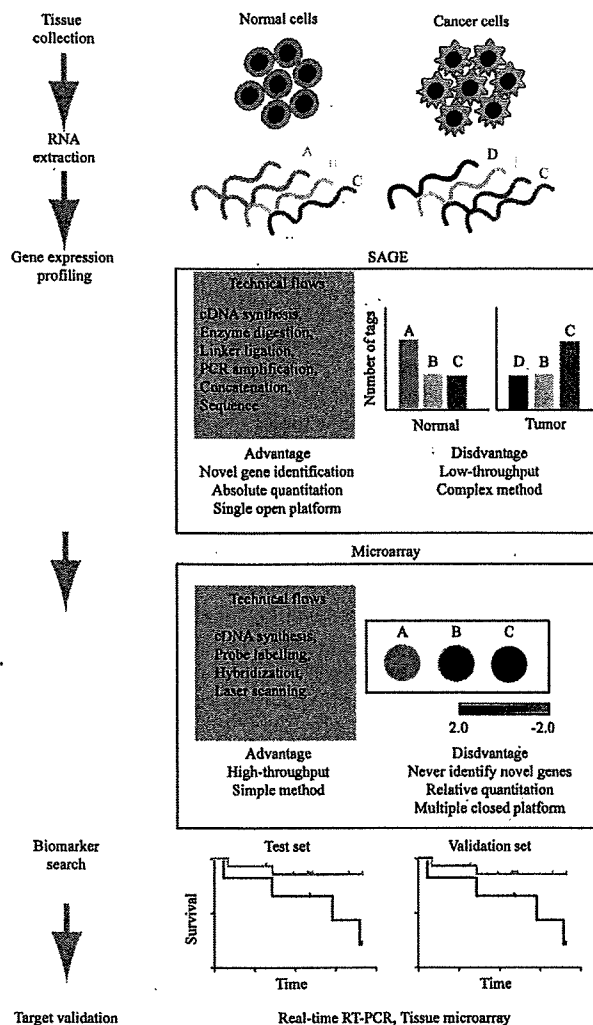 Tissue
collection
Normal cells
Cancer cells
RNA
extraction
A
B
C
D
C
Gene expression
profiling
SAGE
Technical flows
cDNA synthesis,
Enzyme digestion,
Linker ligation,
PCR amplification,
Concatenation,
Sequence
Number of tags
A
B
C
Normal
D
B
C
Tumor
Advantage
Novel gene identification
Absolute quantitation
Single open platform
Disdvantage
Low-throughput
Complex method
Microarray
Technical flows
cDNA synthesis,
Probe labelling,
Hybridization,
Laxer scanning,
A
B
C
2.0
-2.0
Advantage
High-throughput
Simple method
Disdvantage
Never identify novel genes
Relative quantitation
Multiple closed platform
Biomarker
search
Test set
Validation set
Survival
Time
Time
Target validation
Real-time RT-PCR, Tissue microarray